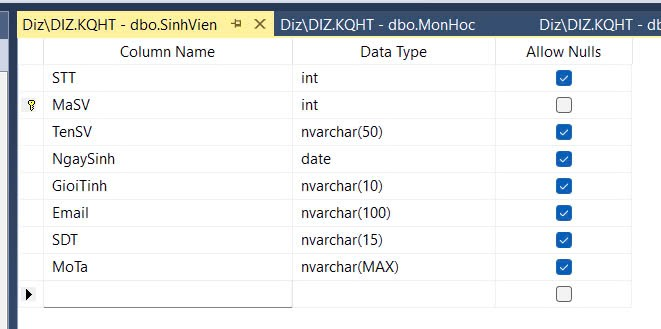 Diz\DIZ.KQHT - dbo.SinhVien Diz\DIZ.KQHT - dbo.MonHoc Diz\DIZ.KQHT - d
Column Name Data Type Allow Nulls
STT int
MaSV int
TenSV nvarchar(50)
NgaySinh date
GioiTinh nvarchar(10)
Email nvarchar(100)
SDT nvarchar(15)
MoTa nvarchar(MAX)